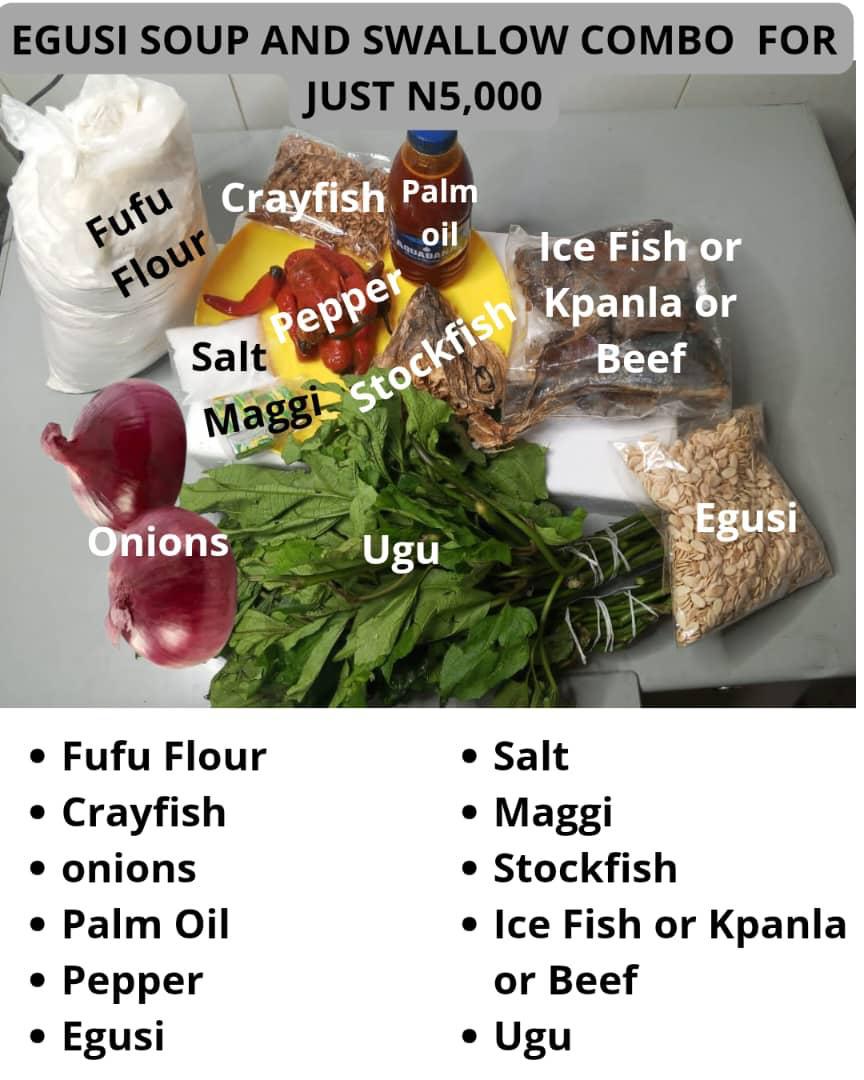 EGUSI SOUP AND SWALLOW COMBO FOR
JUST N5,000
Fufu
Flour
Crayfish
Palm
oil
Ice Fish or
Kpanla or
Beef
Pepper
Stockfish
Salt
Maggi
Onions
Ugu
Egusi
• Fufu Flour
• Crayfish
• onions
• Palm Oil
• Pepper
• Egusi
• Salt
• Maggi
• Stockfish
• Ice Fish or Kpanla
or Beef
• Ugu